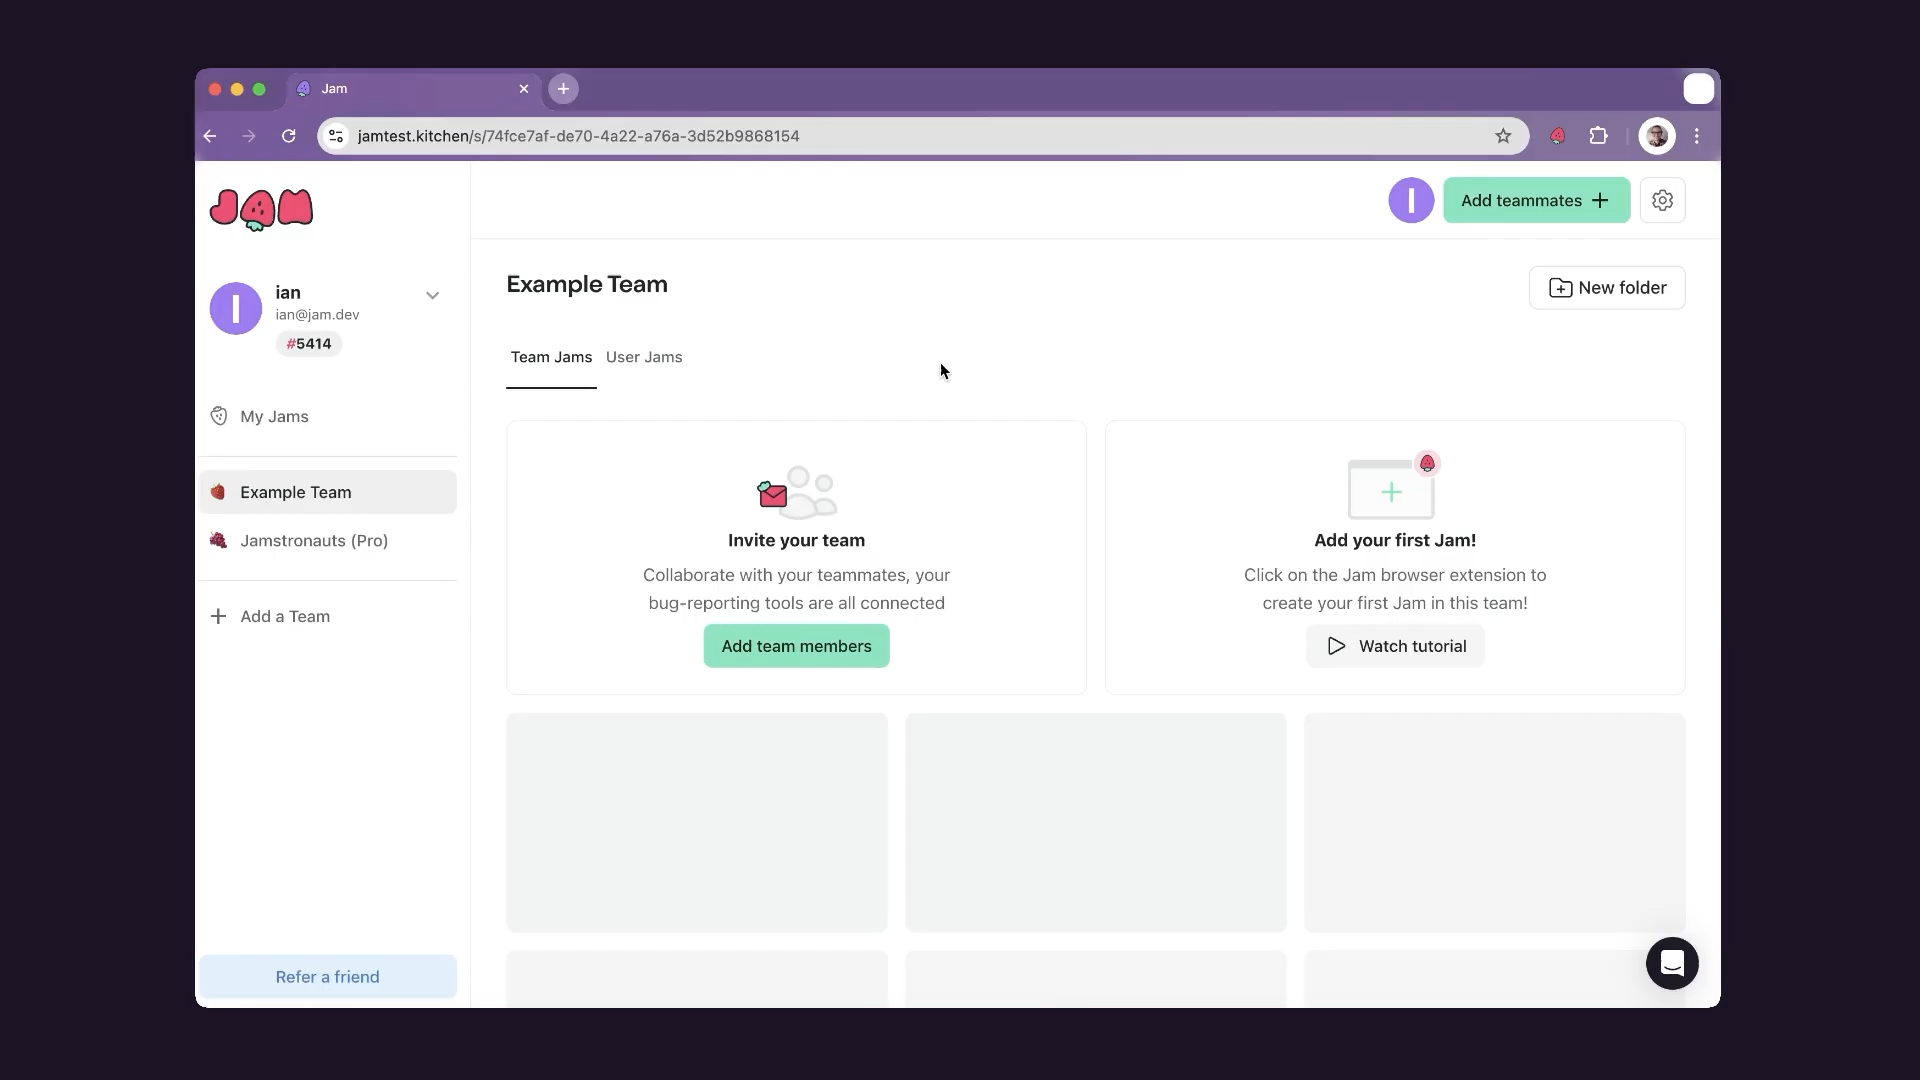 Jam
jamtest.kitchen/s/74fce7af-de70-4a22-a76a-3d52b9868154
JAM
I
Add teammates
Example Team
New folder
I
ian
ian@jam.dev
#5414
Team Jams
User Jams
My Jams
Example Team
Jamstronauts (Pro)
Add a Team
Invite your team
Collaborate with your teammates, your
bug-reporting tools are all connected
Add team members
Add your first Jam!
Click on the Jam browser extension to
create your first Jam in this team!
Watch tutorial
Refer a friend